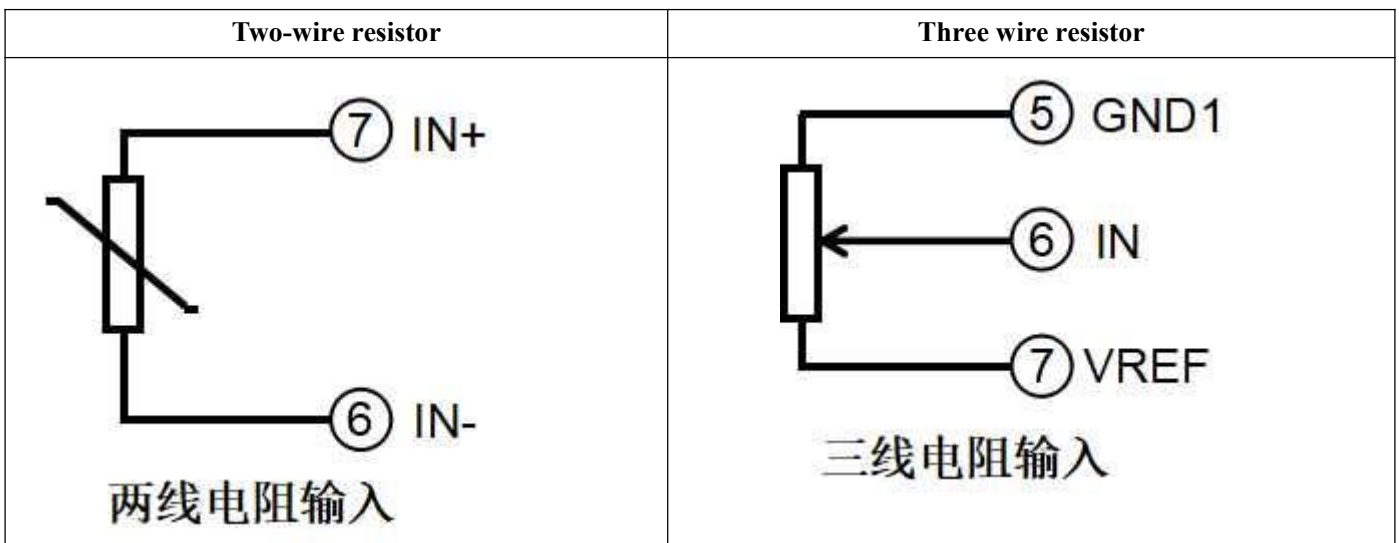 Two-wire resistor
Three wire resistor
7 IN+
6 IN-
两线电阻输入
5 GND1
6 IN
7 VREF
三线电阻输入